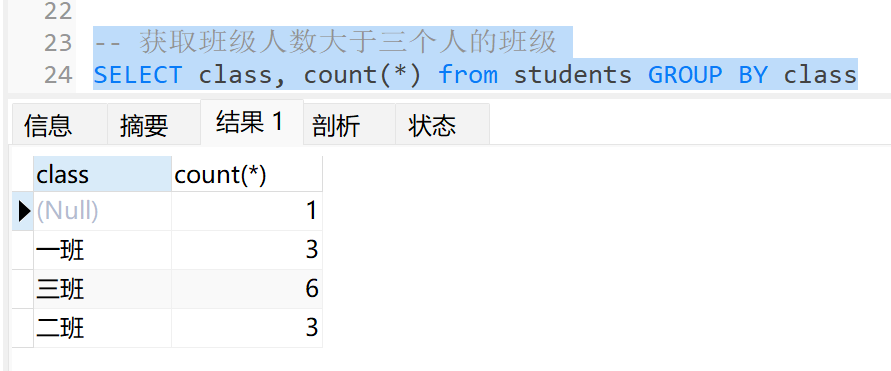 22
23 -- 获取班级人数大于三个人的班级
24 SELECT class, count(*) from students GROUP BY class
信息 摘要 结果 1 剖析 状态
class count(*)
(Null) 1
一班 3
三班 6
二班 3